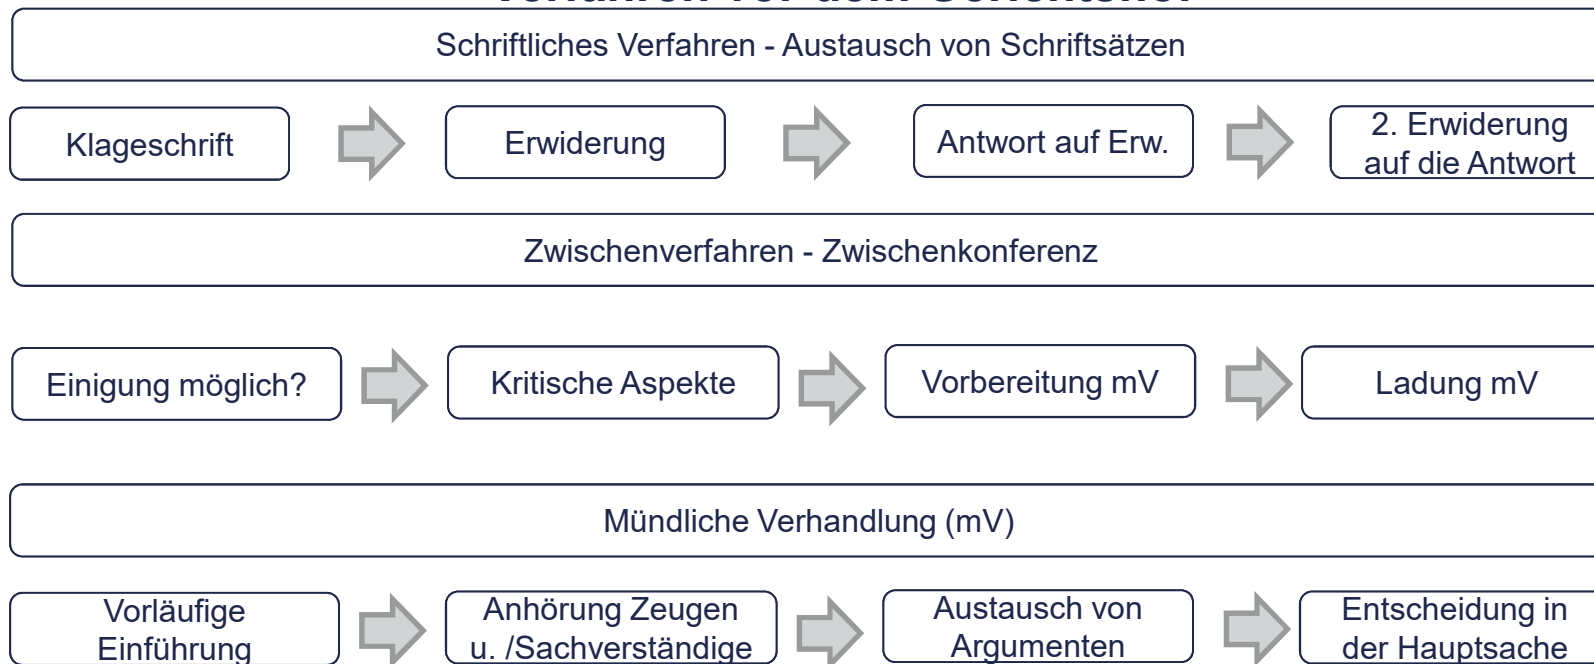 Schriftliches Verfahren - Austausch von Schriftsätzen
Klageschrift
Erwiderung
Antwort auf Erw.
2. Erwiderung
auf die Antwort
Zwischenverfahren - Zwischenkonferenz
Einigung möglich?
Kritische Aspekte
Vorbereitung mV
Ladung mV
Mündliche Verhandlung (mV)
Vorläufige
Einführung
Anhörung Zeugen
u. /Sachverständige
Austausch von
Argumenten
Entscheidung in
der Hauptsache